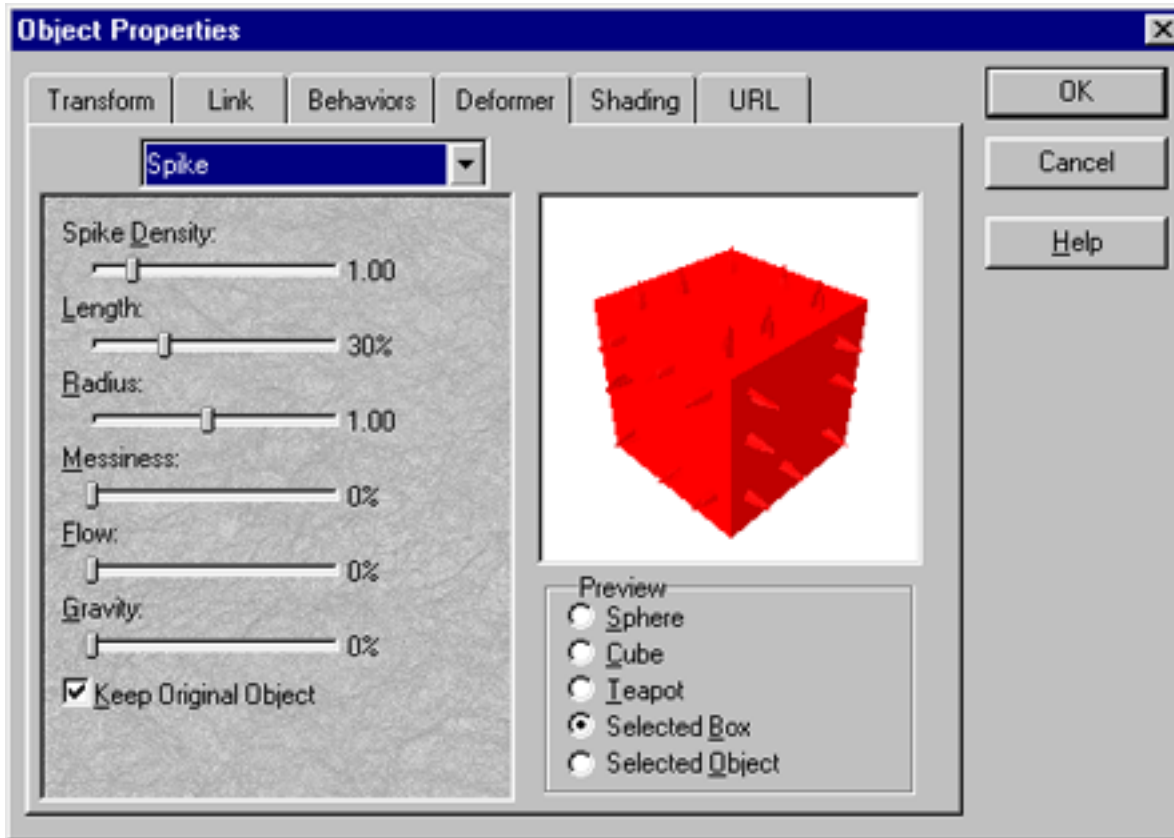 Object Properties
Transform Link Behaviors Deformer Shading URL
OK
Cancel
Help
Spike
Spike Density:
1.00
Length:
30%
Radius:
1.00
Messiness:
0%
Flow:
0%
Gravity:
0%
Keep Original Object
Preview
Sphere
Cube
Teapot
Selected Box
Selected Object